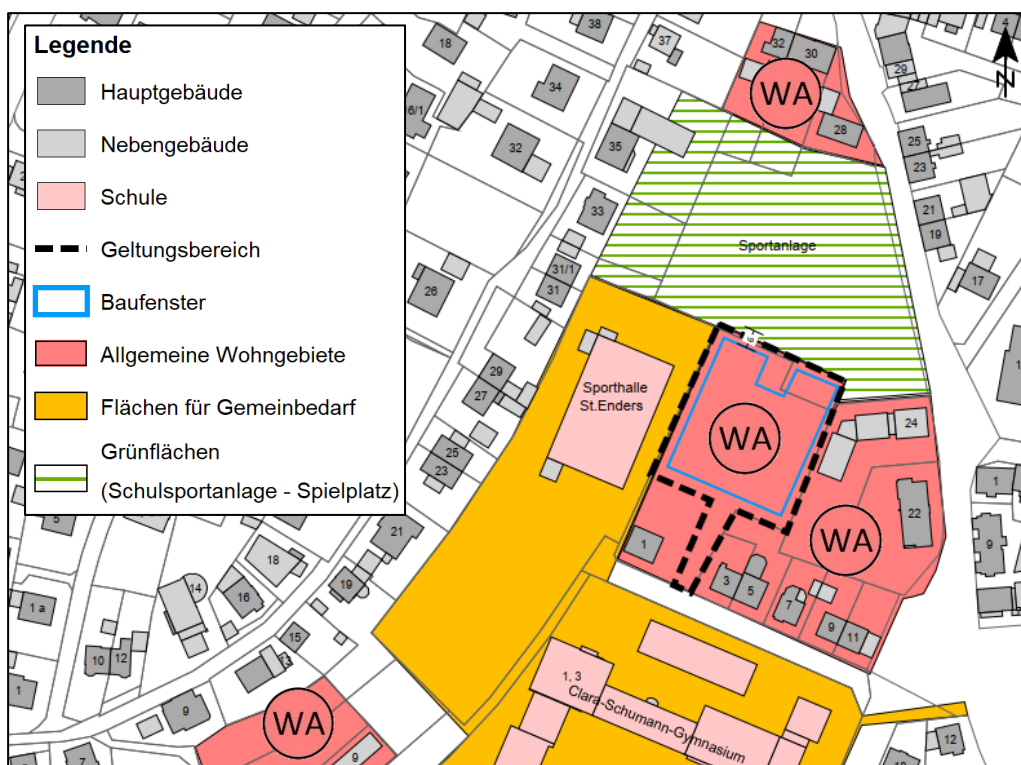 Legende
Hauptgebäude
Nebengebäude
Schule
Geltungsbereich
Baufenster
Allgemeine Wohngebiete
Flächen für Gemeinbedarf
Grünflächen
(Schulsportanlage - Spielplatz)
38
4
18
37
32
30
29
WA
N
34
27
6/1
28
32
35
25
23
33
21
Sportanlage
19
31/1
17
26
31
Sporthalle
St.Enders
29
27
WA
24
25
23
1
22
WA
5
21
1
9
18
3
5
14
19
7
16
1 a
9
11
15
10
12
13
1, 3
1
Clara-Schumann-Gymnasium
9
WA
12
9
7